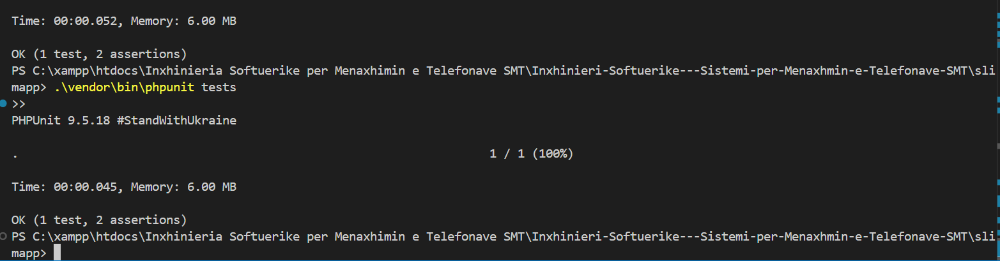 Time: 00:00.052, Memory: 6.00 MB
OK (1 test, 2 assertions)
PS C:\xampp\htdocs\Inxhinieria Softuerike per Menaxhimin e Telefonave SMT\Inxhinieri-Softuerike---Sistemi-per-Menaxhmin-e-Telefonave-SMT\sli
mapp> .\vendor\bin\phpunit tests
>>
PHPUnit 9.5.18 #StandWithUkraine
. 1 / 1 (100%)
Time: 00:00.045, Memory: 6.00 MB
OK (1 test, 2 assertions)
PS C:\xampp\htdocs\Inxhinieria Softuerike per Menaxhimin e Telefonave SMT\Inxhinieri-Softuerike---Sistemi-per-Menaxhmin-e-Telefonave-SMT\sli
mapp>